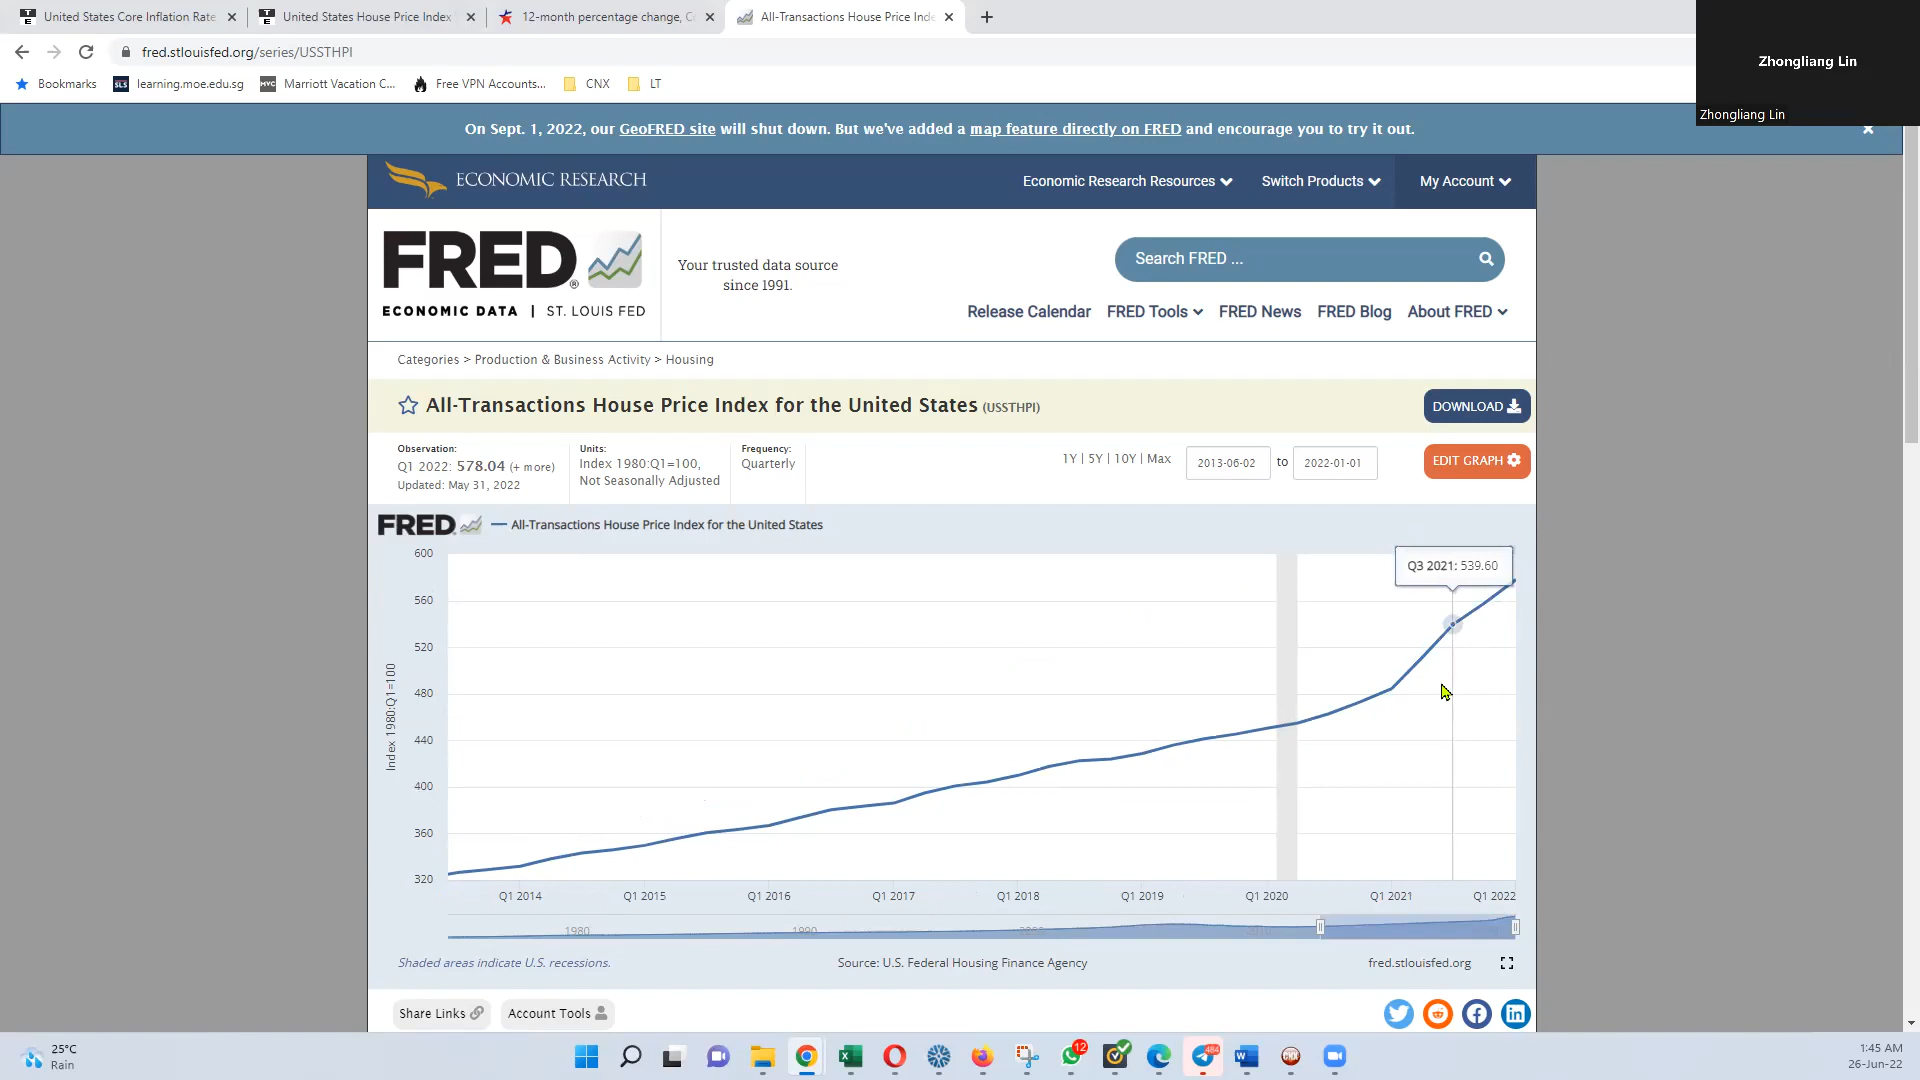 United States Core Inflation Rate
United States House Price Index
12-month percentage change, C
All-Transactions House Price Inde
fred.stlouisfed.org/series/USSTHPI
Zhongliang Lin
Zhongliang Lin
Bookmarks
learning.moe.edu.sg
Marriott Vacation C...
Free VPN Accounts...
CNX
LT
On Sept. 1, 2022, our GeoFRED site will shut down. But we've added a map feature directly on FRED and encourage you to try it out.
ECONOMIC RESEARCH
Economic Research Resources
Switch Products
My Account
FRED®
ECONOMIC DATA | ST. LOUIS FED
Your trusted data source
since 1991.
Search FRED ...
Release Calendar
FRED Tools
FRED News
FRED Blog
About FRED
Categories > Production & Business Activity > Housing
All-Transactions House Price Index for the United States (USSTHPI)
DOWNLOAD
Observation:
Q1 2022: 578.04 (+ more)
Updated: May 31, 2022
Units:
Index 1980:Q1=100,
Not Seasonally Adjusted
Frequency:
Quarterly
1Y | 5Y | 10Y | Max
2013-06-02 to 2022-01-01
EDIT GRAPH
FRED
All-Transactions House Price Index for the United States
Q3 2021: 539.60
600
560
520
480
440
400
360
320
Index 1980:Q1=100
Q1 2014
Q1 2015
Q1 2016
Q1 2017
Q1 2018
Q1 2019
Q1 2020
Q1 2021
Q1 2022
1980
1990
Shaded areas indicate U.S. recessions.
Source: U.S. Federal Housing Finance Agency
fred.stlouisfed.org
Share Links
Account Tools
25°C
Rain
12
1:45 AM
26-Jun-22